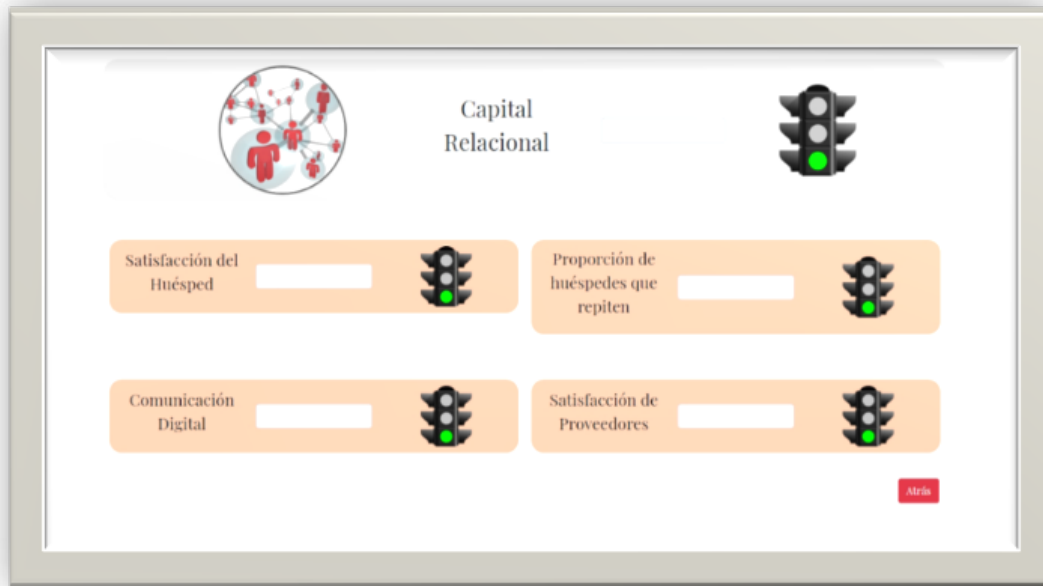 Capital
Relacional
Satisfacción del
Huésped
Proporción de
huéspedes que
repiten
Comunicación
Digital
Satisfacción de
Proveedores
Atrás